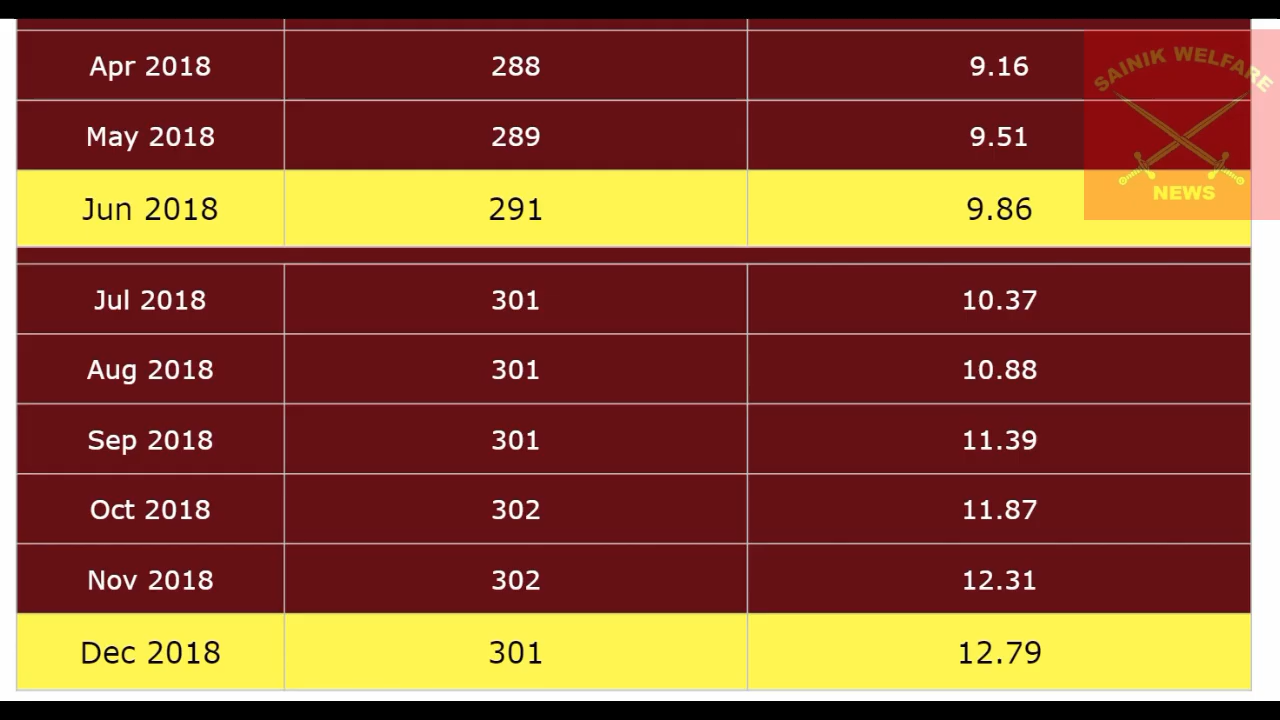 Apr 2018 288 9.16
May 2018 289 9.51
Jun 2018 291 9.86
Jul 2018 301 10.37
Aug 2018 301 10.88
Sep 2018 301 11.39
Oct 2018 302 11.87
Nov 2018 302 12.31
Dec 2018 301 12.79
SAINIK WELFARE
NEWS